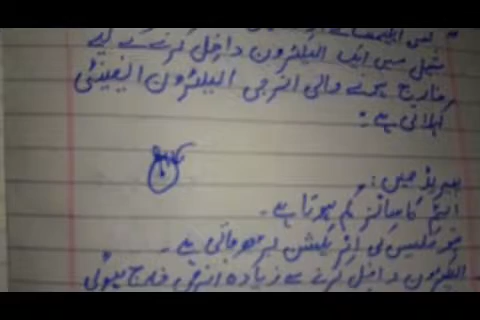 شیل میں ایک الیکٹرون داخل کرنے کے لیے
خارج ہونے والی انرجی الیکٹرون افینٹی
کہلاتی ہے:
پیریڈ میں:
ایٹم کا سائز کم ہوتا ہے۔
نیوکلیس کی اٹریکشن بڑھ جاتی ہے۔
الیکٹرون داخل کرنے سے زیادہ انرجی خارج ہوتی